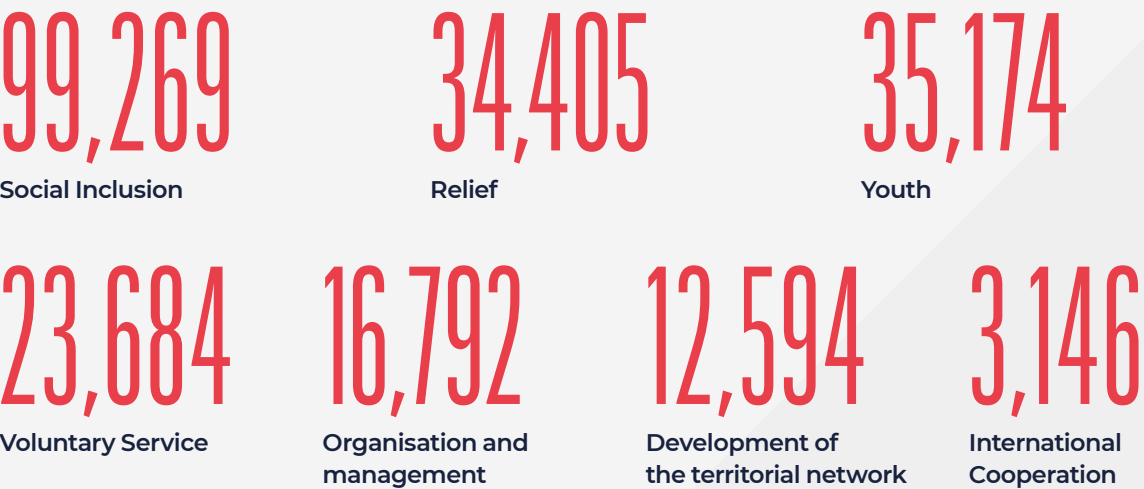 99,269
34,405
35,174
Social Inclusion
Relief
Youth
23,684
16,792
12,594
3,146
Voluntary Service
Organisation and
management
Development of
the territorial network
International
Cooperation